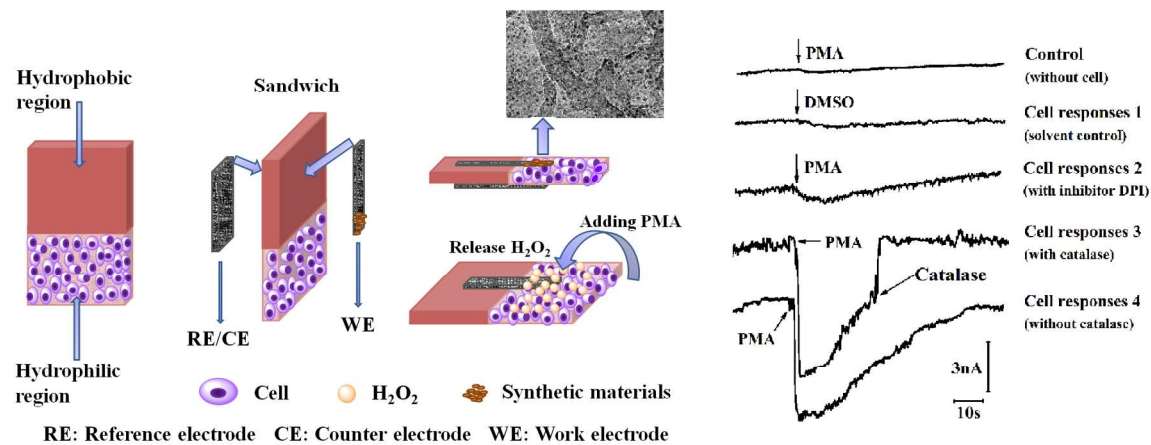 Hydrophobic
region
Hydrophilic
region
Sandwich
RE/CE
WE
Release H₂O₂
Adding PMA
Cell
H₂O₂
Synthetic materials
RE: Reference electrode CE: Counter electrode WE: Work electrode
PMA
Control
(without cell)
DMSO
Cell responses 1
(solvent control)
PMA
Cell responses 2
(with inhibitor DPI)
PMA
Cell responses 3
(with catalase)
Catalase
Cell responses 4
(without catalase)
PMA
3nA
10s